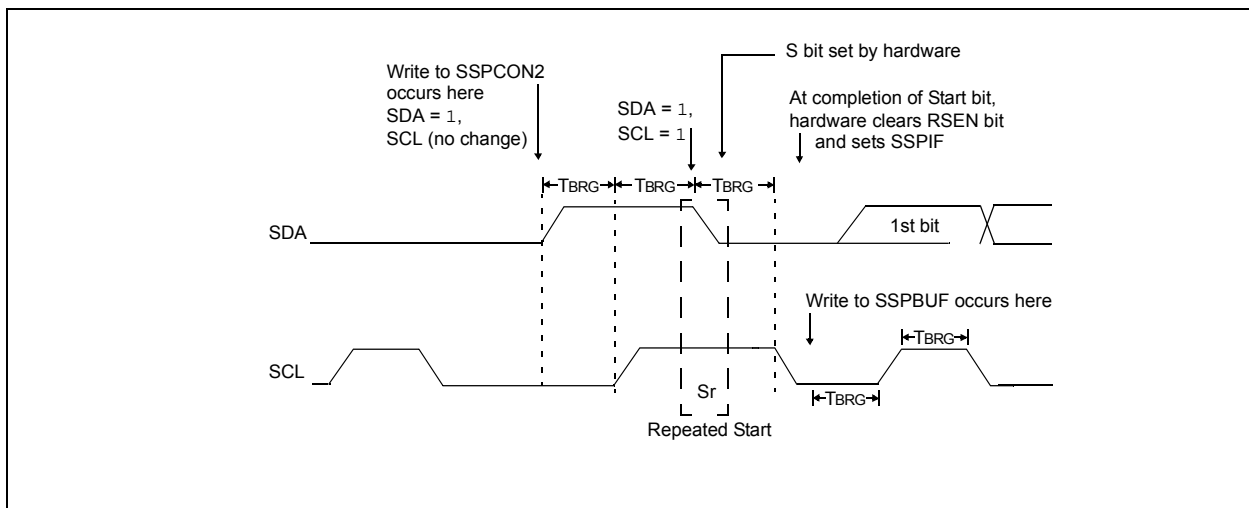 S bit set by hardware
Write to SSPCON2
occurs here
SDA = 1,
SCL (no change)
SDA = 1,
SCL = 1
At completion of Start bit,
hardware clears RSEN bit
and sets SSPIF
TBRG TBRG TBRG
SDA
1st bit
Write to SSPBUF occurs here
TBRG
SCL
Sr
TBRG
Repeated Start